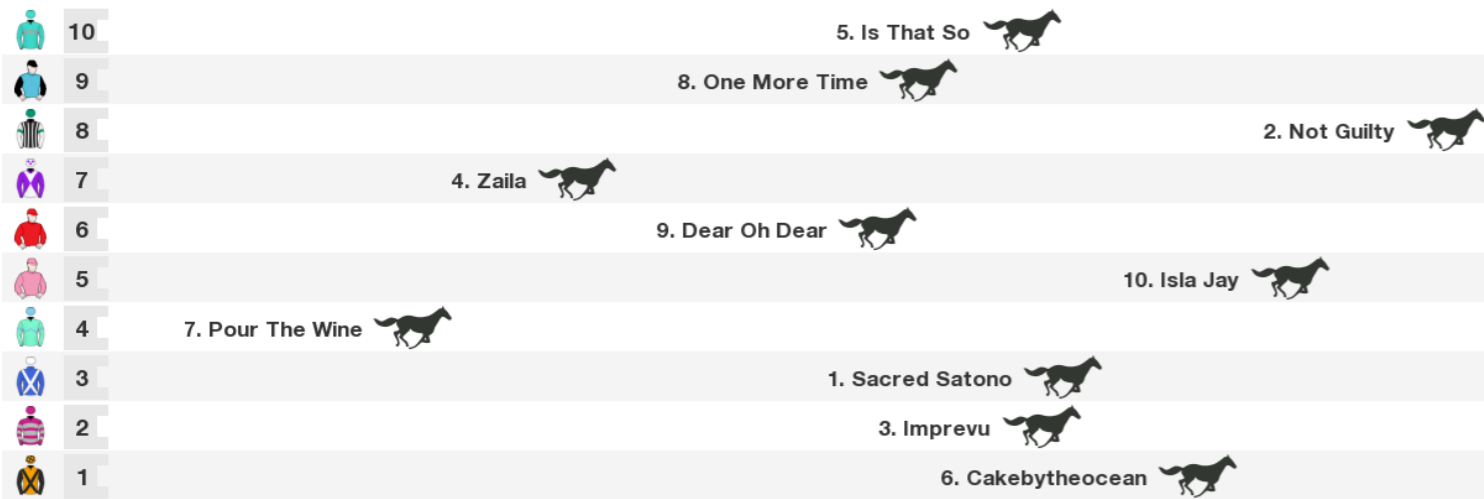 10 5. Is That So
9 8. One More Time
8 2. Not Guilty
7 4. Zaila
6 9. Dear Oh Dear
5 10. Isla Jay
4 7. Pour The Wine
3 1. Sacred Satono
2 3. Imprevu
1 6. Cakebytheocean